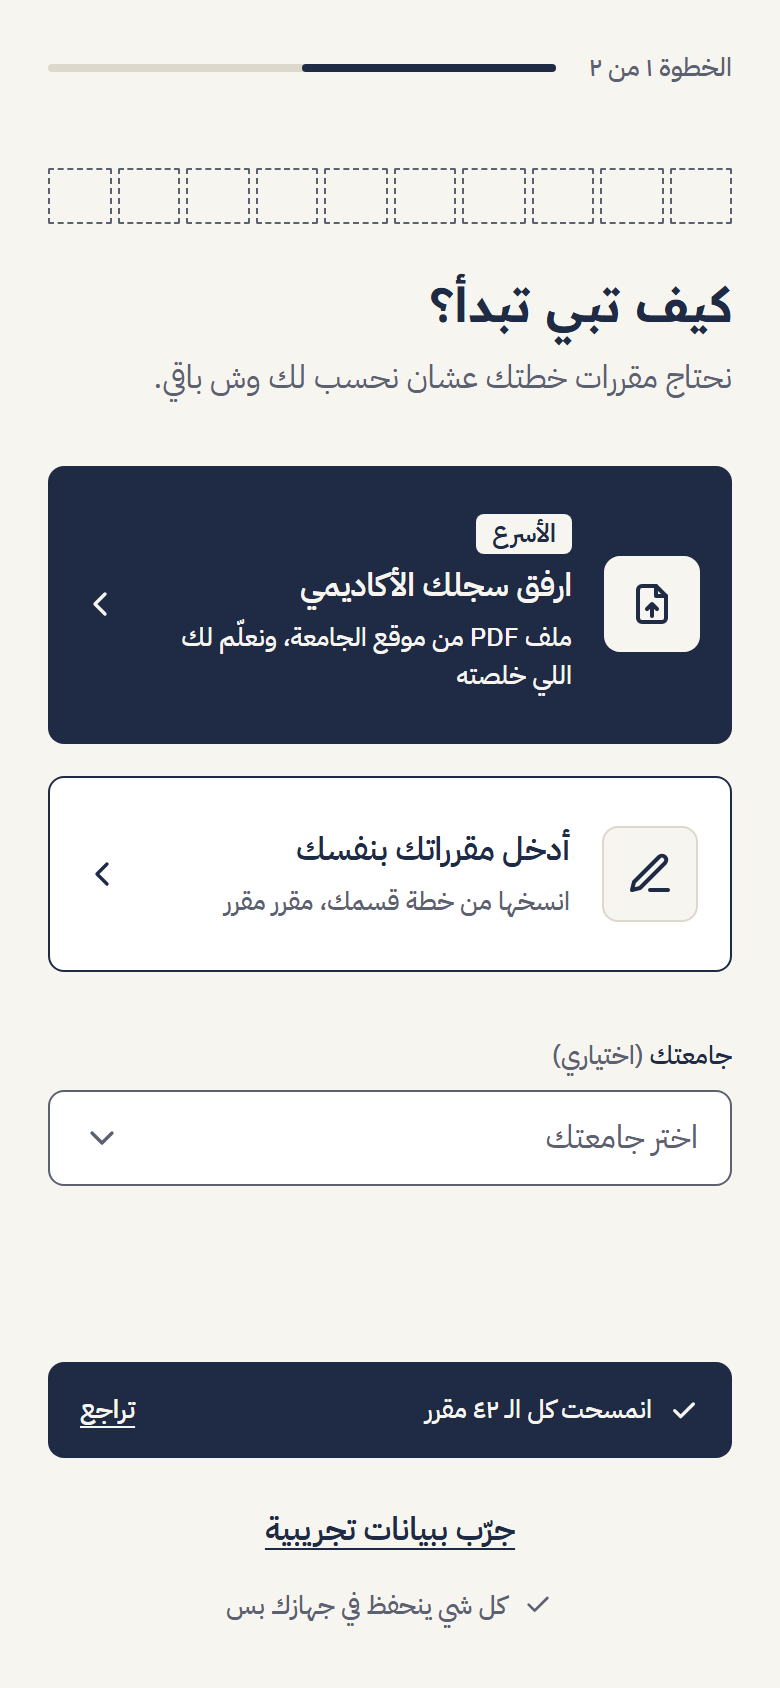 الخطوة ١ من ٢
كيف تبي تبدأ؟
نحتاج مقررات خطتك عشان نحسب لك وش باقي.
الأسرع
ارفق سجلك الأكاديمي
ملف PDF من موقع الجامعة، ونعلّم لك
اللي خلصته
أدخل مقرراتك بنفسك
انسخها من خطة قسمك، مقرر مقرر
جامعتك (اختياري)
اختر جامعتك
انمسحت كل الـ ٤٢ مقرر
تراجع
جرّب ببيانات تجريبية
كل شي ينحفظ في جهازك بس